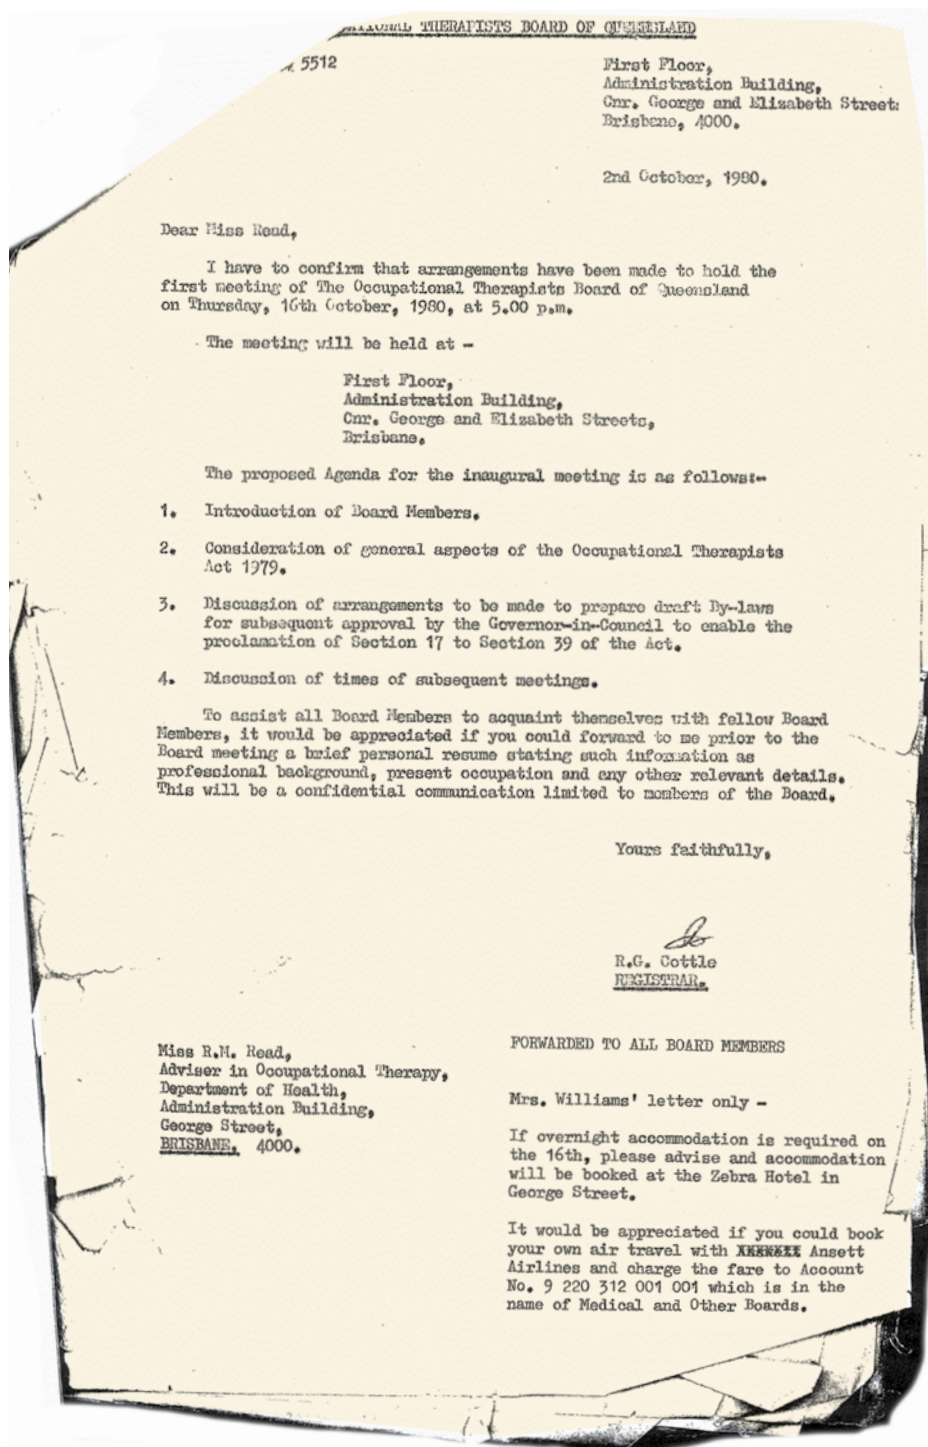 THERAPISTS BOARD OF QUEENSLAND
5512
First Floor,
Administration Building,
Cnr. George and Elizabeth Street
Brisbane, 4000.
2nd October, 1980.
Dear Miss Read,
I have to confirm that arrangements have been made to hold the
first meeting of The Occupational Therapists Board of Queensland
on Thursday, 16th October, 1980, at 5.00 p.m.
The meeting will be held at -
First Floor,
Administration Building,
Cnr. George and Elizabeth Streets,
Brisbane.
The proposed Agenda for the inaugural meeting is as follows:-
1. Introduction of Board Members.
2. Consideration of general aspects of the Occupational Therapists
Act 1979.
3. Discussion of arrangements to be made to prepare draft By-laws
for subsequent approval by the Governor-in-Council to enable the
proclamation of Section 17 to Section 39 of the Act.
4. Discussion of times of subsequent meetings.
To assist all Board Members to acquaint themselves with fellow Board
Members, it would be appreciated if you could forward to me prior to the
Board meeting a brief personal resume stating such information as
professional background, present occupation and any other relevant details.
This will be a confidential communication limited to members of the Board.
Yours faithfully,
R.G. Cottle
REGISTRAR.
Miss R.M. Read,
Adviser in Occupational Therapy,
Department of Health,
Administration Building,
George Street,
BRISBANE, 4000.
FORWARDED TO ALL BOARD MEMBERS
Mrs. Williams' letter only -
If overnight accommodation is required on
the 16th, please advise and accommodation
will be booked at the Zebra Hotel in
George Street.
It would be appreciated if you could book
your own air travel with Ansett
Airlines and charge the fare to Account
No. 9 220 312 001 001 which is in the
name of Medical and Other Boards.